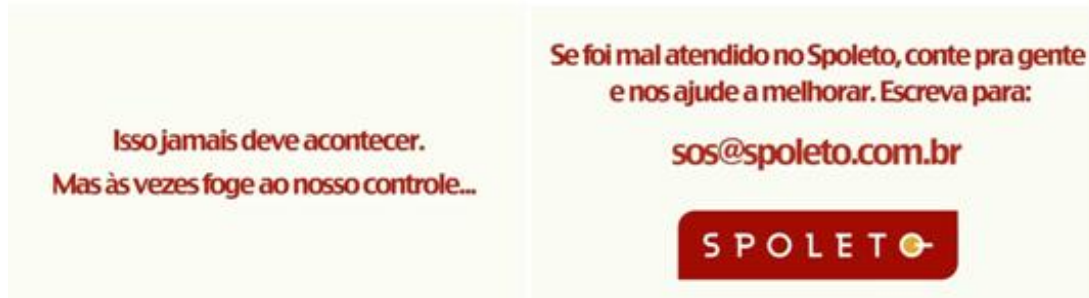 Isso jamais deve acontecer.
Mas às vezes foge ao nosso controle...
Se foi mal atendido no Spoleto, conte pra gente
e nos ajude a melhorar. Escreva para:
sos@spoleto.com.br
SPOLETO